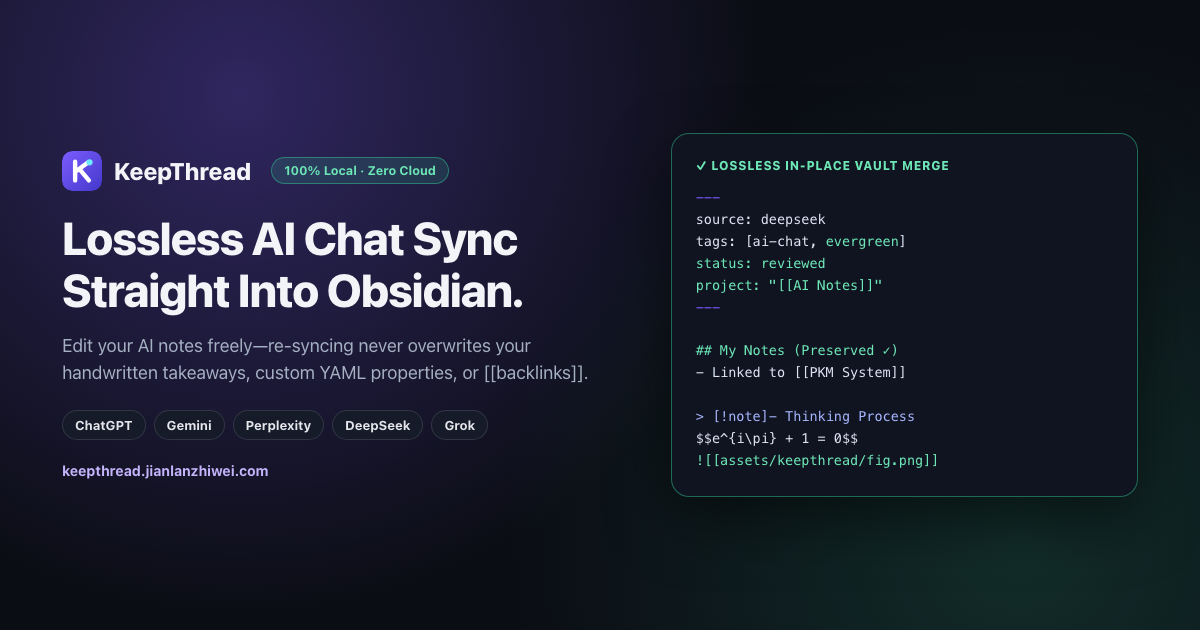 KeepThread
100% Local · Zero Cloud
Lossless AI Chat Sync
Straight Into Obsidian.
Edit your AI notes freely—re-syncing never overwrites your
handwritten takeaways, custom YAML properties, or [[backlinks]].
ChatGPT
Gemini
Perplexity
DeepSeek
Grok
keepthread.jianlanzhiwei.com
✓ LOSSLESS IN-PLACE VAULT MERGE
---
source: deepseek
tags: [ai-chat, evergreen]
status: reviewed
project: "[[AI Notes]]"
---
## My Notes (Preserved ✓)
- Linked to [[PKM System]]
> [!note]- Thinking Process
$$e^{i\pi} + 1 = 0$$
![[assets/keepthread/fig.png]]